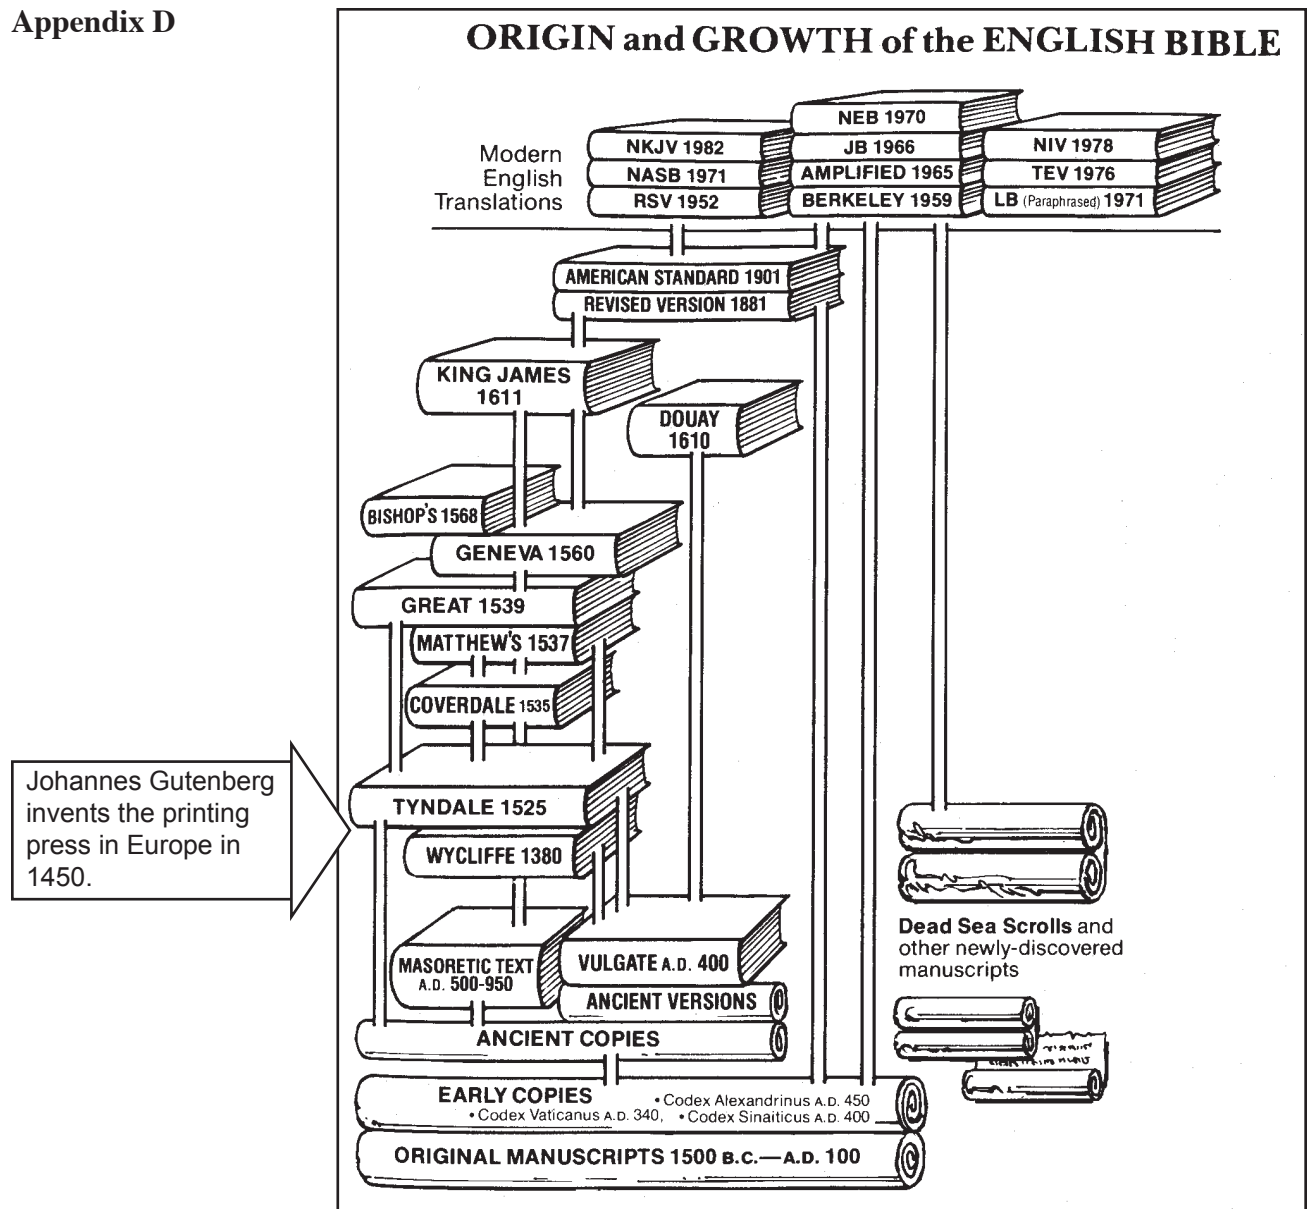 Appendix D
ORIGIN and GROWTH of the ENGLISH BIBLE
Modern
English
Translations
NKJV 1982
NASB 1971
RSV 1952
NEB 1970
JB 1966
AMPLIFIED 1965
BERKELEY 1959
NIV 1978
TEV 1976
LB (Paraphrased) 1971
AMERICAN STANDARD 1901
REVISED VERSION 1881
KING JAMES
1611
DOUAY
1610
BISHOP'S 1568
GENEVA 1560
GREAT 1539
MATTHEW'S 1537
COVERDALE 1535
Johannes Gutenberg
invents the printing
press in Europe in
1450.
TYNDALE 1525
WYCLIFFE 1380
MASORETIC TEXT
A.D. 500-950
VULGATE A.D. 400
ANCIENT VERSIONS
ANCIENT COPIES
Dead Sea Scrolls and
other newly-discovered
manuscripts
EARLY COPIES
• Codex Alexandrinus A.D. 450
• Codex Vaticanus A.D. 340, • Codex Sinaiticus A.D. 400
ORIGINAL MANUSCRIPTS 1500 B.C.—A.D. 100